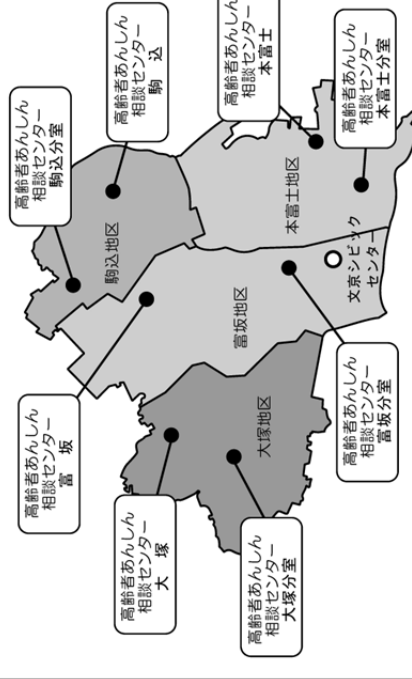 高齢者あんしん
相談センター
駒込分室
高齢者あんしん
相談センター
駒　込
高齢者あんしん
相談センター
本富士
高齢者あんしん
相談センター
本富士分室
高齢者あんしん
相談センター
富　坂
駒込地区
本富士地区
富坂地区
文京シビック
センター
大塚地区
高齢者あんしん
相談センター
大　塚
高齢者あんしん
相談センター
大塚分室
高齢者あんしん
相談センター
富坂分室